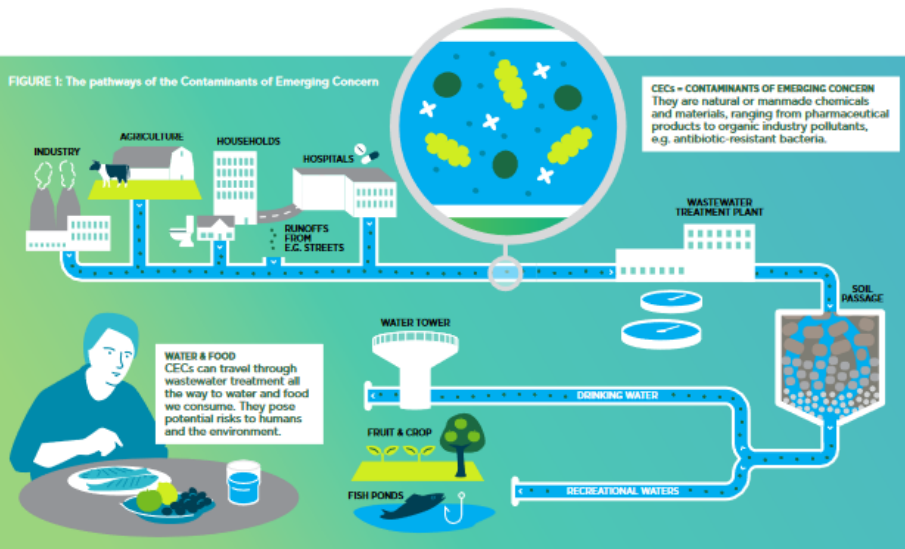 FIGURE 1: The pathways of the Contaminants of Emerging Concern
CECs = CONTAMINANTS OF EMERGING CONCERN
They are natural or manmade chemicals
and materials, ranging from pharmaceutical
products to organic industry pollutants,
e.g. antibiotic-resistant bacteria.
INDUSTRY
AGRICULTURE
HOUSEHOLDS
HOSPITALS
RUNOFFS
FROM
E.G. STREETS
WASTEWATER
TREATMENT PLANT
SOIL
PASSAGE
WATER TOWER
DRINKING WATER
WATER & FOOD
CECs can travel through
wastewater treatment all
the way to water and food
we consume. They pose
potential risks to humans
and the environment.
FRUIT & CROP
FISH PONDS
RECREATIONAL WATERS